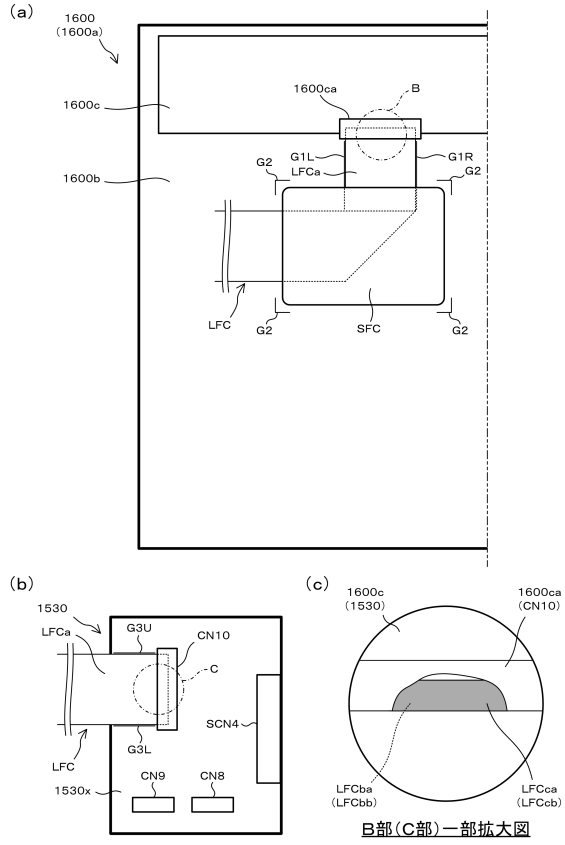 (a)
1600
(1600a)
1600c
1600ca
B
1600b
G1L
G1R
G2
LFCa
G2
LFC
G2
SFC
G2
(b)
1530
LFCa
G3U
CN10
C
SCN4
G3L
LFC
CN9
CN8
1530x
(c)
1600c
(1530)
1600ca
(CN10)
LFCba
(LFCbb)
LFCca
(LFCcb)
B部(C部)一部拡大図